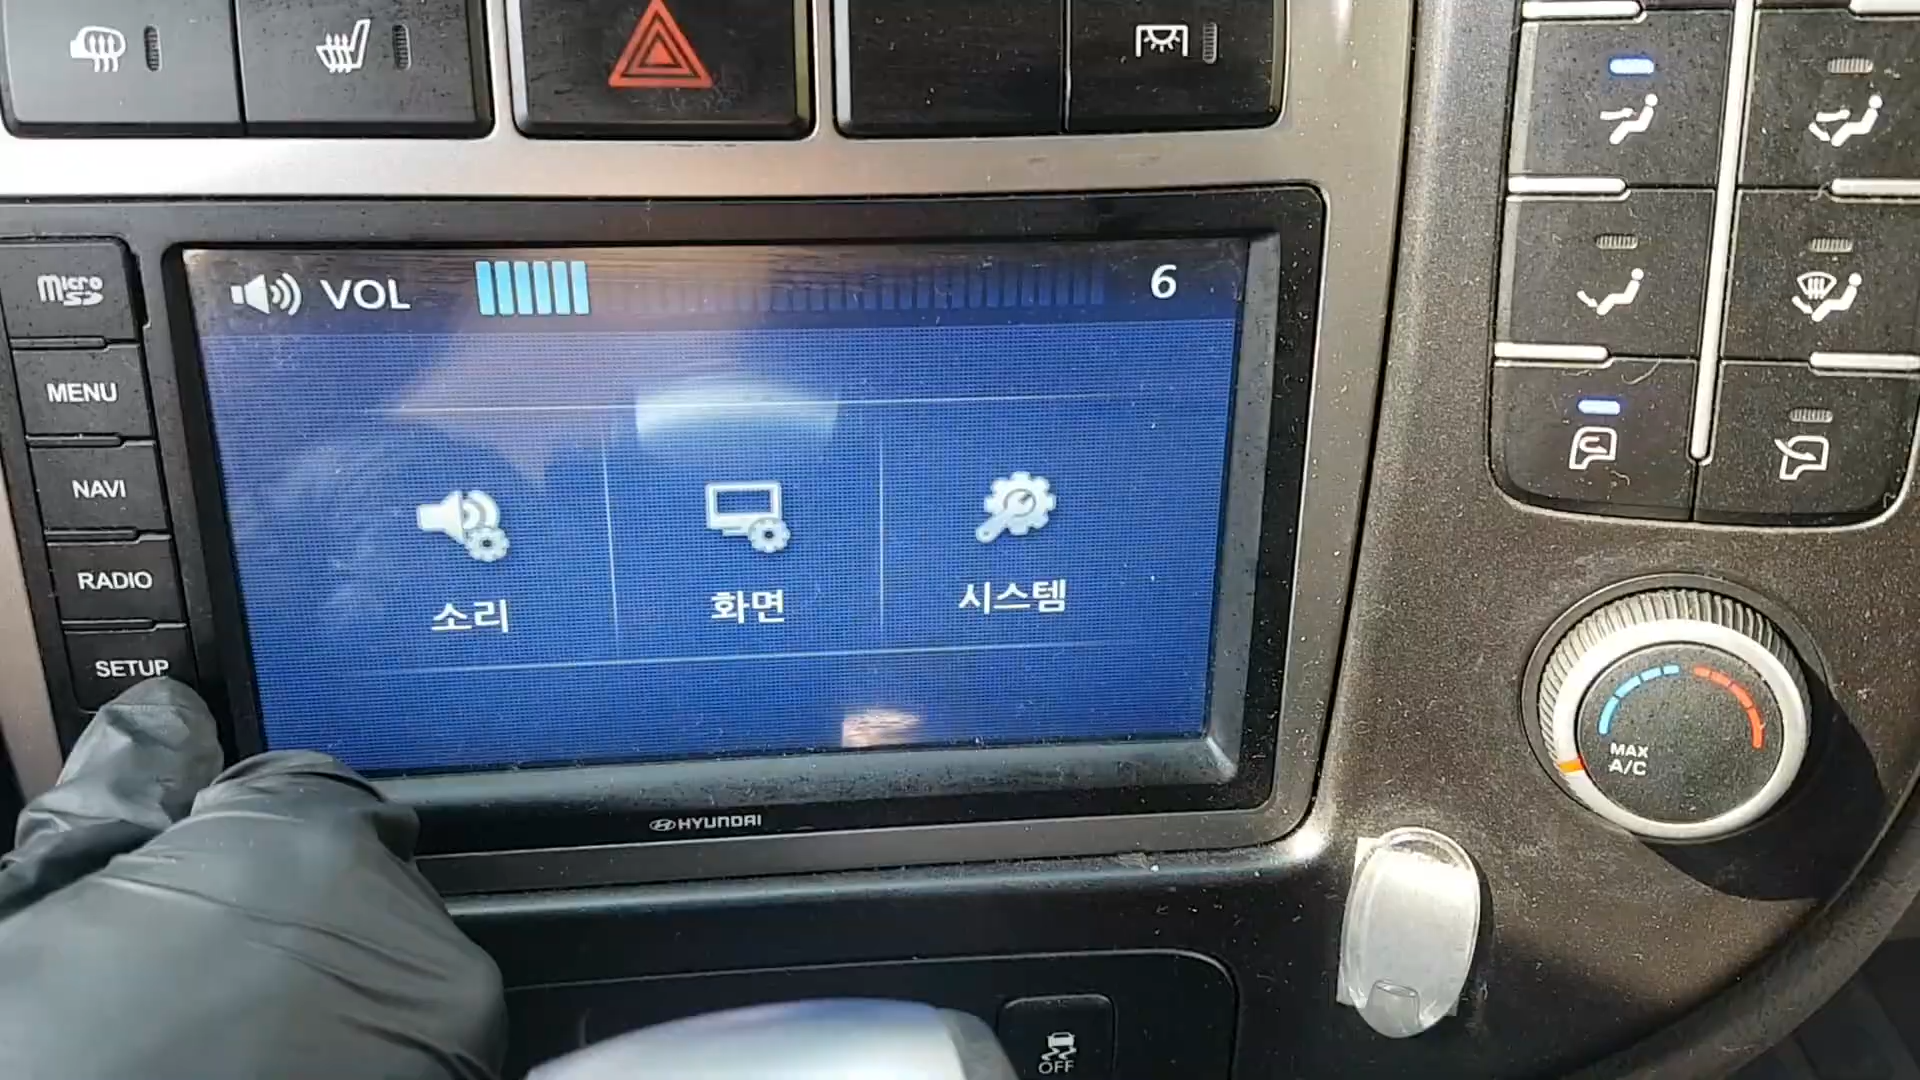 Micro SD
MENU
NAVI
RADIO
SETUP
VOL
6
소리
화면
시스템
HYUNDAI
MAX
A/C
OFF